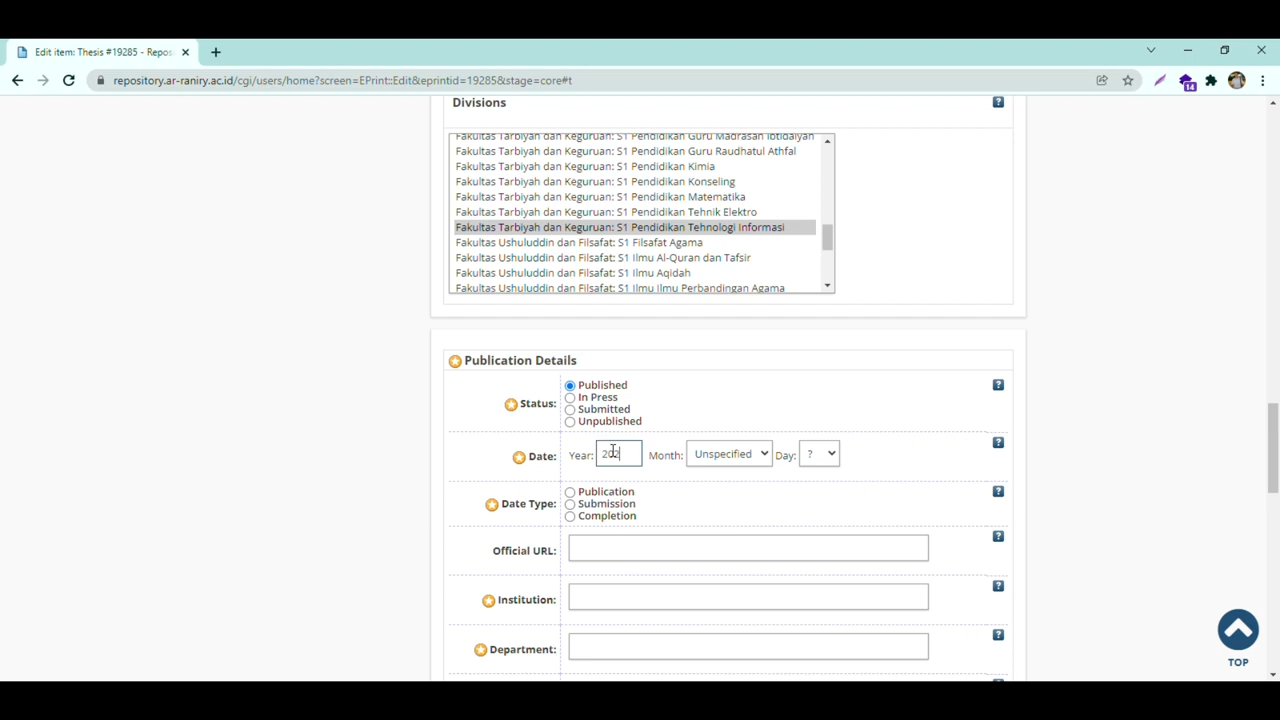 Edit item: Thesis #19285 - Repos
repository.ar-raniry.ac.id/cgi/users/home?screen=EPrint::Edit&eprintid=19285&stage=core#t
14
Divisions
?
Fakultas Tarbiyah dan Keguruan: S1 Pendidikan Guru Madrasah Ibtidaiyah
Fakultas Tarbiyah dan Keguruan: S1 Pendidikan Guru Raudhatul Athfal
Fakultas Tarbiyah dan Keguruan: S1 Pendidikan Kimia
Fakultas Tarbiyah dan Keguruan: S1 Pendidikan Konseling
Fakultas Tarbiyah dan Keguruan: S1 Pendidikan Matematika
Fakultas Tarbiyah dan Keguruan: S1 Pendidikan Tehnik Elektro
Fakultas Tarbiyah dan Keguruan: S1 Pendidikan Tehnologi Informasi
Fakultas Ushuluddin dan Filsafat: S1 Filsafat Agama
Fakultas Ushuluddin dan Filsafat: S1 Ilmu Al-Quran dan Tafsir
Fakultas Ushuluddin dan Filsafat: S1 Ilmu Aqidah
Fakultas Ushuluddin dan Filsafat: S1 Ilmu Ilmu Perbandingan Agama
Publication Details
Status:
Published
?
In Press
Submitted
Unpublished
Date:
Year: 202 Month: Unspecified Day: ?
?
Date Type:
Publication
?
Submission
Completion
Official URL:
?
Institution:
?
Department:
?
TOP